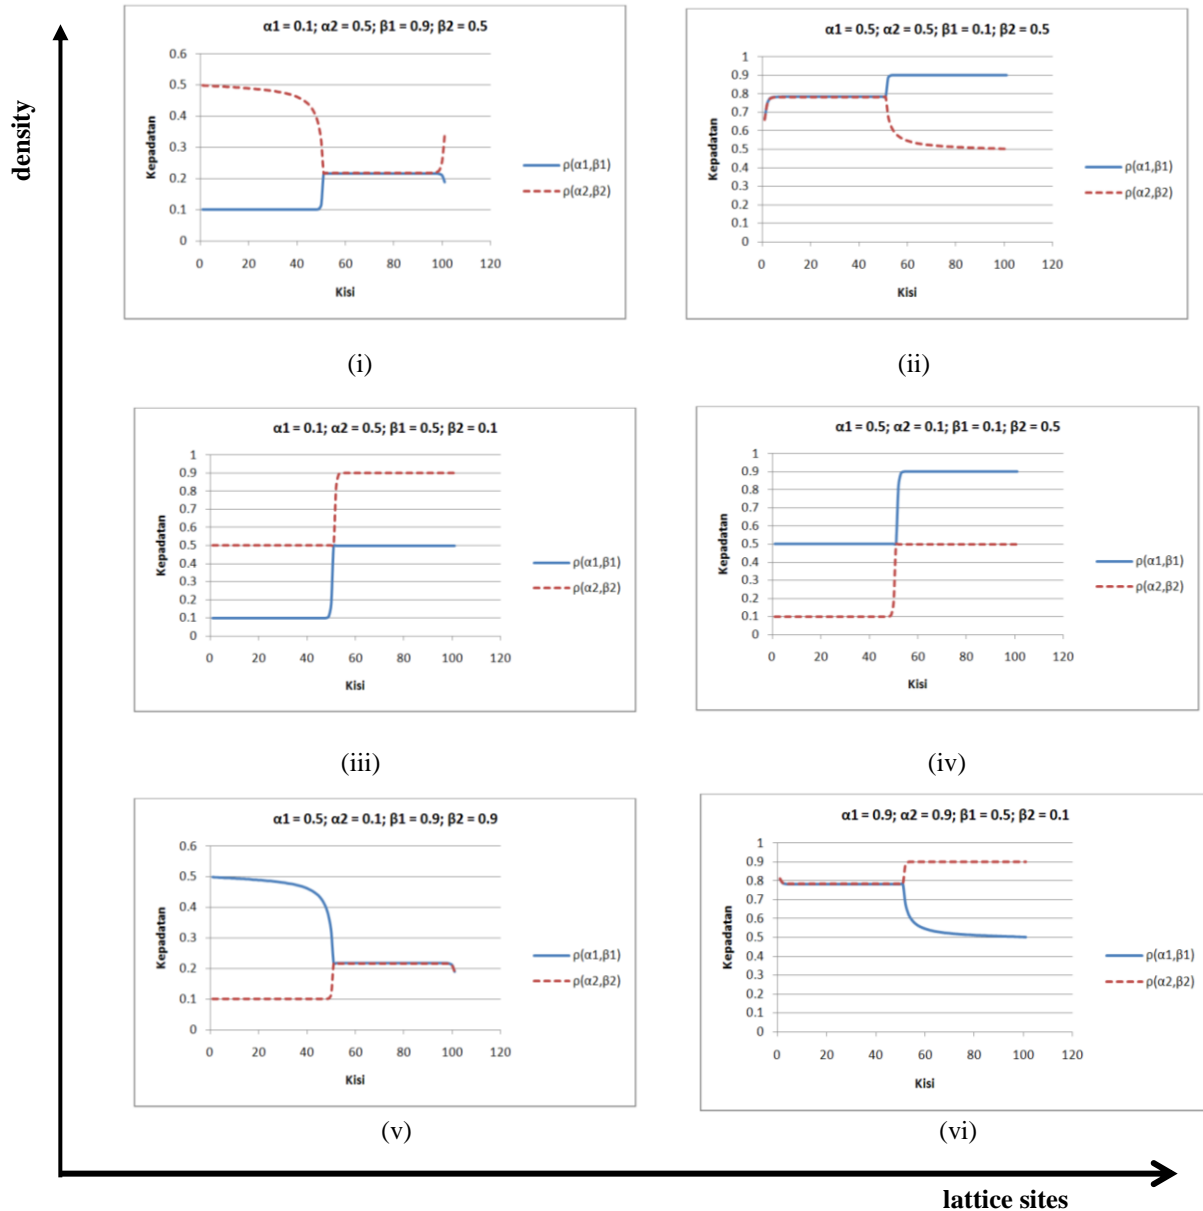 density
α1 = 0.1; α2 = 0.5; β1 = 0.9; β2 = 0.5
0.6
0.5
0.4
0.3
0.2
0.1
0
Kepadatan
0 20 40 60 80 100 120
Kisi
ρ(α1,β1)
ρ(α2,β2)
(i)
α1 = 0.5; α2 = 0.5; β1 = 0.1; β2 = 0.5
1
0.9
0.8
0.7
0.6
0.5
0.4
0.3
0.2
0.1
0
Kepadatan
0 20 40 60 80 100 120
Kisi
ρ(α1,β1)
ρ(α2,β2)
(ii)
α1 = 0.1; α2 = 0.5; β1 = 0.5; β2 = 0.1
1
0.9
0.8
0.7
0.6
0.5
0.4
0.3
0.2
0.1
0
Kepadatan
0 20 40 60 80 100 120
Kisi
ρ(α1,β1)
ρ(α2,β2)
(iii)
α1 = 0.5; α2 = 0.1; β1 = 0.1; β2 = 0.5
1
0.9
0.8
0.7
0.6
0.5
0.4
0.3
0.2
0.1
0
Kepadatan
0 20 40 60 80 100 120
Kisi
ρ(α1,β1)
ρ(α2,β2)
(iv)
α1 = 0.5; α2 = 0.1; β1 = 0.9; β2 = 0.9
0.6
0.5
0.4
0.3
0.2
0.1
0
Kepadatan
0 20 40 60 80 100 120
Kisi
ρ(α1,β1)
ρ(α2,β2)
(v)
α1 = 0.9; α2 = 0.9; β1 = 0.5; β2 = 0.1
1
0.9
0.8
0.7
0.6
0.5
0.4
0.3
0.2
0.1
0
Kepadatan
0 20 40 60 80 100 120
Kisi
ρ(α1,β1)
ρ(α2,β2)
(vi)
lattice sites